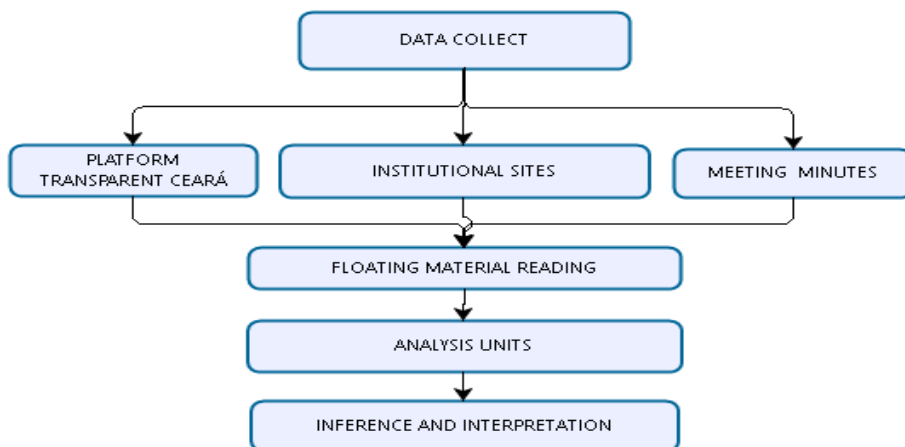 DATA COLLECT
PLATFORM
TRANSPARENT CEARÁ
INSTITUTIONAL SITES
MEETING MINUTES
FLOATING MATERIAL READING
ANALYSIS UNITS
INFERENCE AND INTERPRETATION